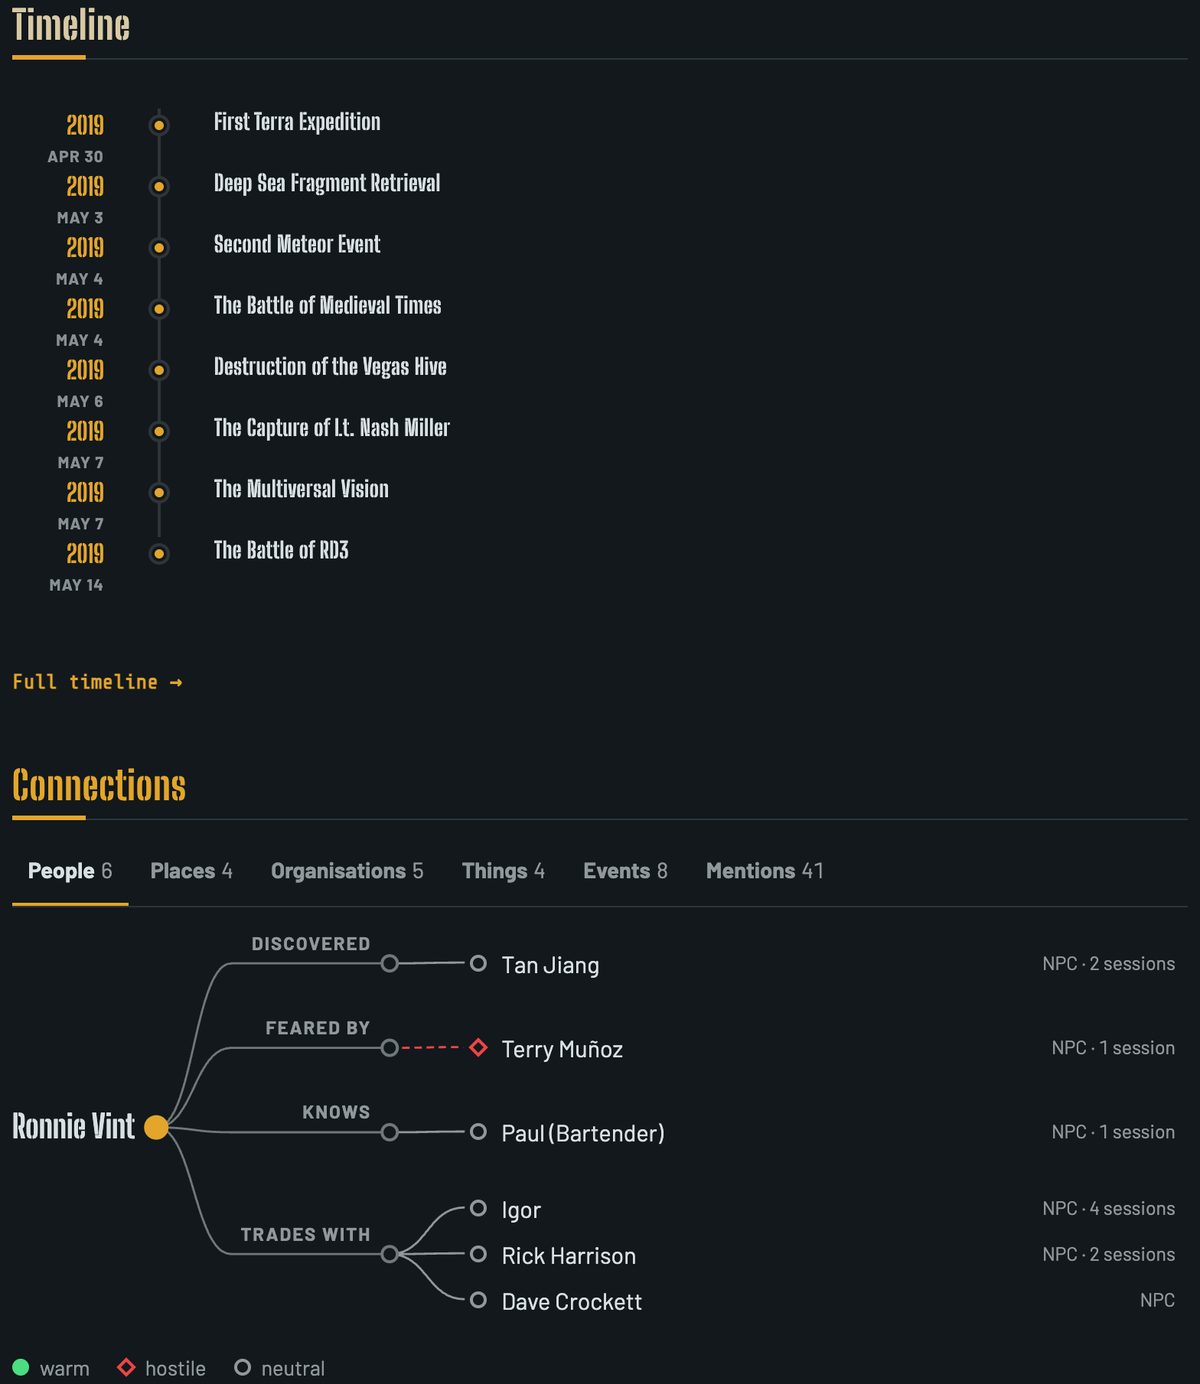 Timeline
2019
APR 30
First Terra Expedition
2019
MAY 3
Deep Sea Fragment Retrieval
2019
MAY 4
Second Meteor Event
2019
MAY 4
The Battle of Medieval Times
2019
MAY 6
Destruction of the Vegas Hive
2019
MAY 7
The Capture of Lt. Nash Miller
2019
MAY 7
The Multiversal Vision
2019
MAY 14
The Battle of RD3
Full timeline →
Connections
People 6 Places 4 Organisations 5 Things 4 Events 8 Mentions 41
Ronnie Vint
DISCOVERED
Tan Jiang NPC · 2 sessions
FEARED BY
Terry Muñoz NPC · 1 session
KNOWS
Paul (Bartender) NPC · 1 session
TRADES WITH
Igor NPC · 4 sessions
Rick Harrison NPC · 2 sessions
Dave Crockett NPC
warm hostile neutral